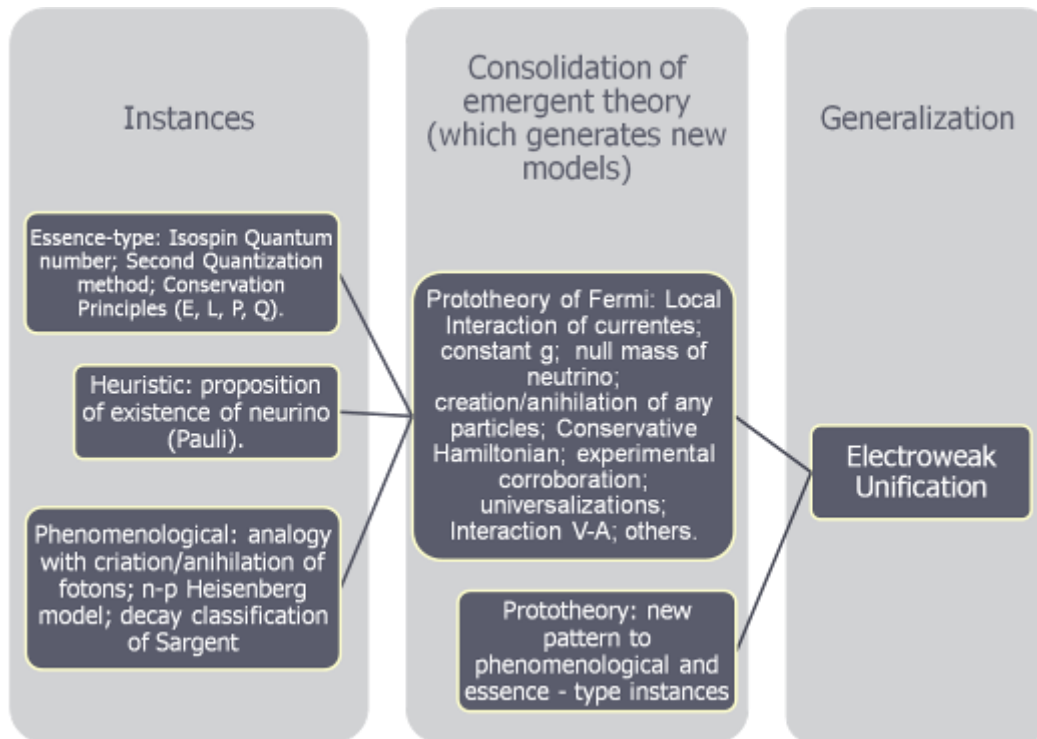 Instances
Essence-type: Isospin Quantum
number; Second Quantization
method; Conservation
Principles (E, L, P, Q).
Heuristic: proposition
of existence of neurino
(Pauli).
Phenomenological: analogy
with criation/anihilation of
fotons; n-p Heisenberg
model; decay classification
of Sargent
Consolidation of
emergent theory
(which generates new
models)
Prototheory of Fermi: Local
Interaction of currentes;
constant g;  null mass of
neutrino;
creation/anihilation of any
particles; Conservative
Hamiltonian; experimental
corroboration;
universalizations;
Interaction V-A; others.
Prototheory: new
pattern to
phenomenological and
essence - type instances
Generalization
Electroweak
Unification